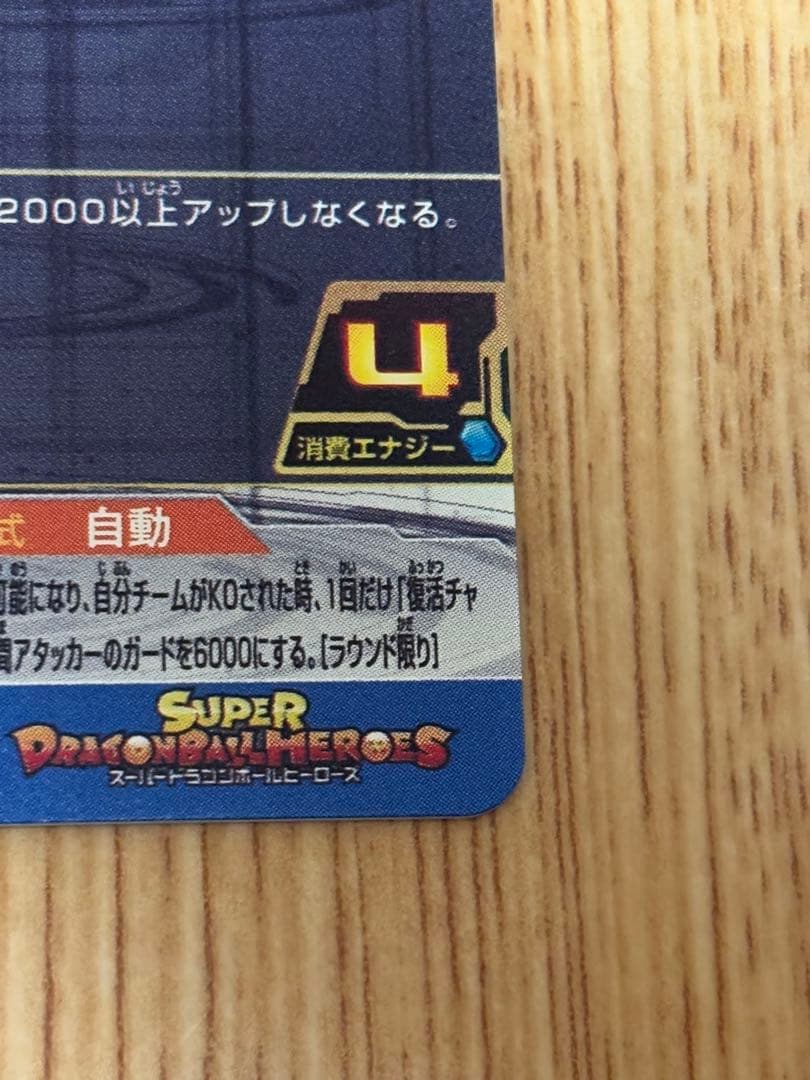 2000以上アップしなくなる。
4
消費エナジー
式 自動
可能になり、自分チームがKOされた時、1回だけ「復活チャ
間アタッカーのガードを6000にする。[ラウンド限り]
SUPER
DRAGONBALL HEROES
スーパードラゴンボールヒーローズ